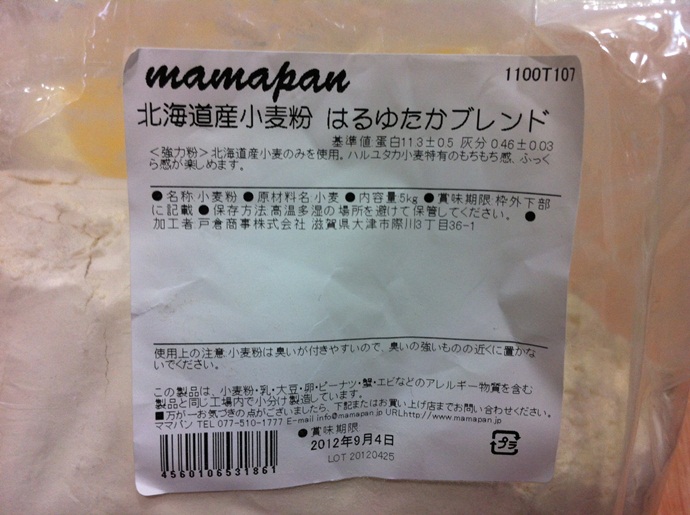 mamapan
1100T107
北海道産小麦粉 はるゆたかブレンド
基準値 蛋白11.3±0.5 灰分 0.46±0.03
＜強力粉＞北海道産小麦のみを使用。ハルユタカ小麦特有のもちもち感、ふっく
ら感が楽しめます。
●名称 小麦粉 ●原材料名 小麦 ●内容量 5kg ●賞味期限 枠外下部
に記載 ●保存方法 高温多湿の場所を避けて保管してください。 ●
加工者 戸倉商事株式会社 滋賀県大津市際川3丁目36-1
使用上の注意:小麦粉は臭いが付きやすいので、臭いの強いものの近くに置かな
いでください。
この製品は、小麦粉・乳・大豆・卵・ピーナツ・蟹・エビなどのアレルギー物質を含む
製品と同じ工場内で小分け製造しています。
■万が一お気づきの点がございましたら、下記またはお買い上げ店までお問い合わせください。
ママパン TEL 077-510-1777 E-mail info@mamapan.jp URL http://www.mamapan.jp
●賞味期限
2012年9月4日
LOT 20120425
4560106531861
プラ